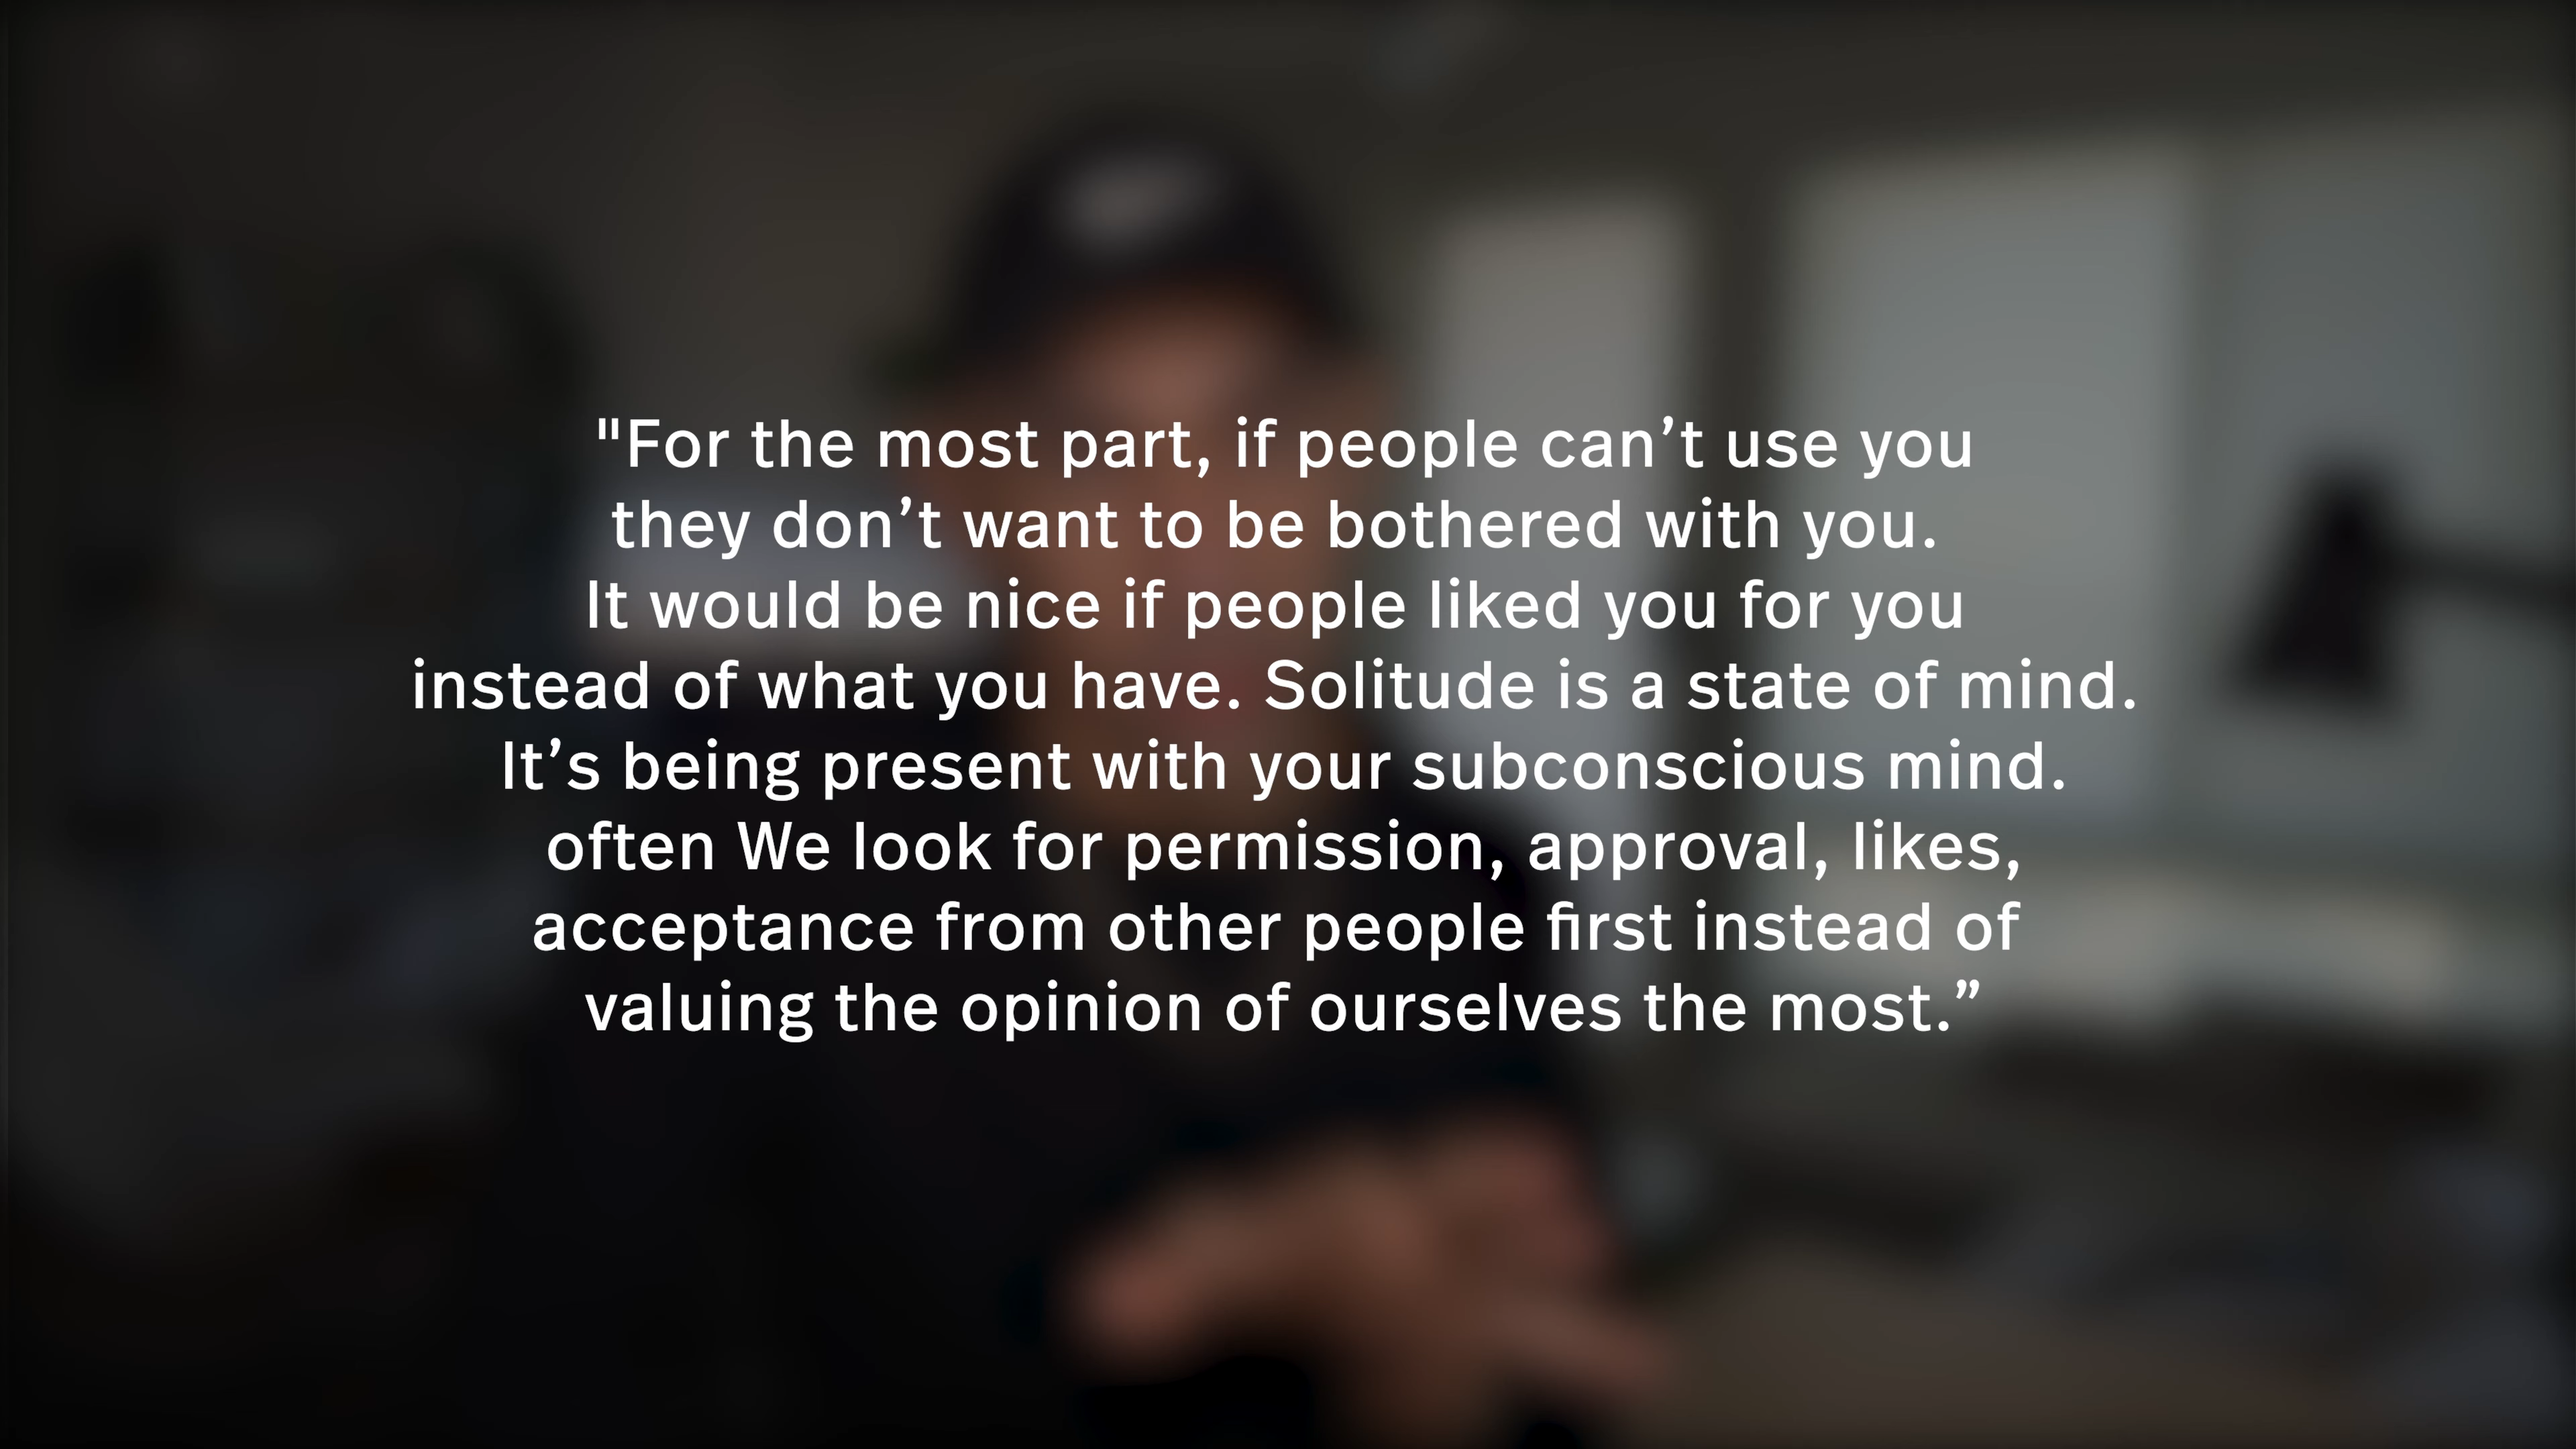 "For the most part, if people can’t use you
they don’t want to be bothered with you.
It would be nice if people liked you for you
instead of what you have. Solitude is a state of mind.
It’s being present with your subconscious mind.
often We look for permission, approval, likes,
acceptance from other people first instead of
valuing the opinion of ourselves the most.”